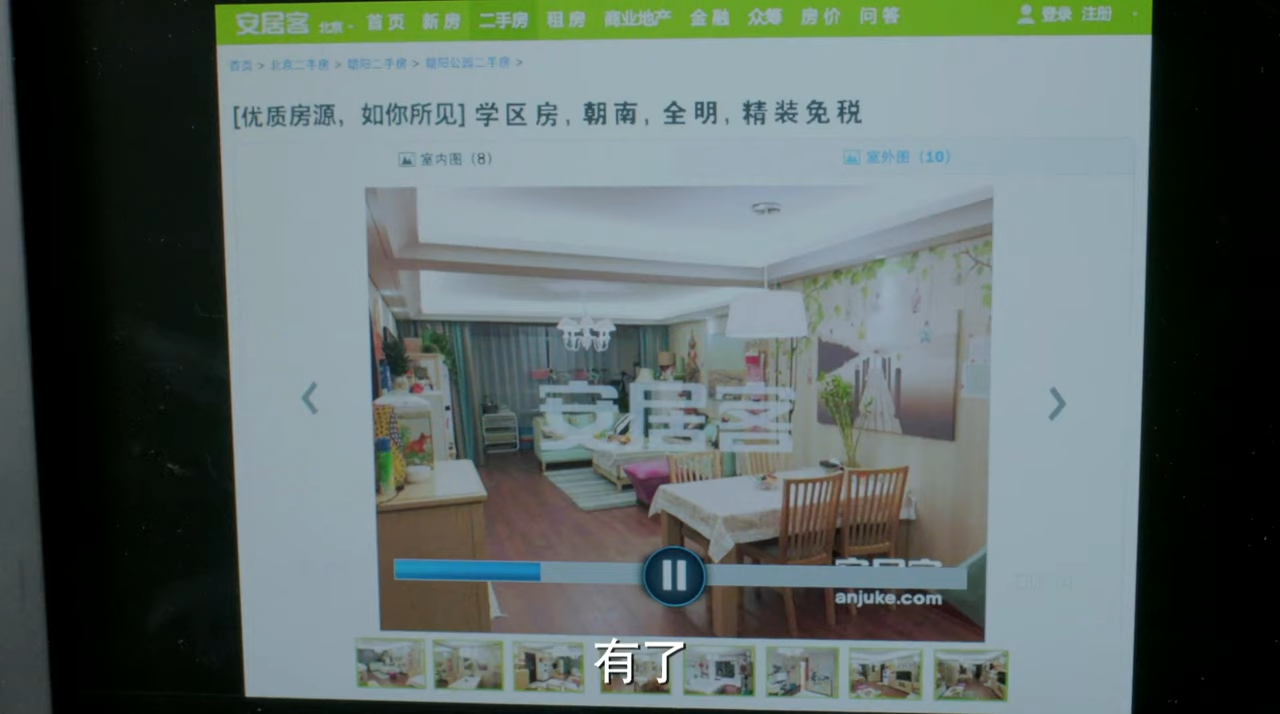 安居客 北京 首页 新房 二手房 租房 商业地产 金融 众筹 房价 问答 登录 注册
首页 > 北京二手房 > 朝阳二手房 > 朝阳公园二手房 >
[优质房源，如你所见] 学区房，朝南，全明，精装免税
室内图（8） 室外图（10）
安居客
安居客
anjuke.com
有了